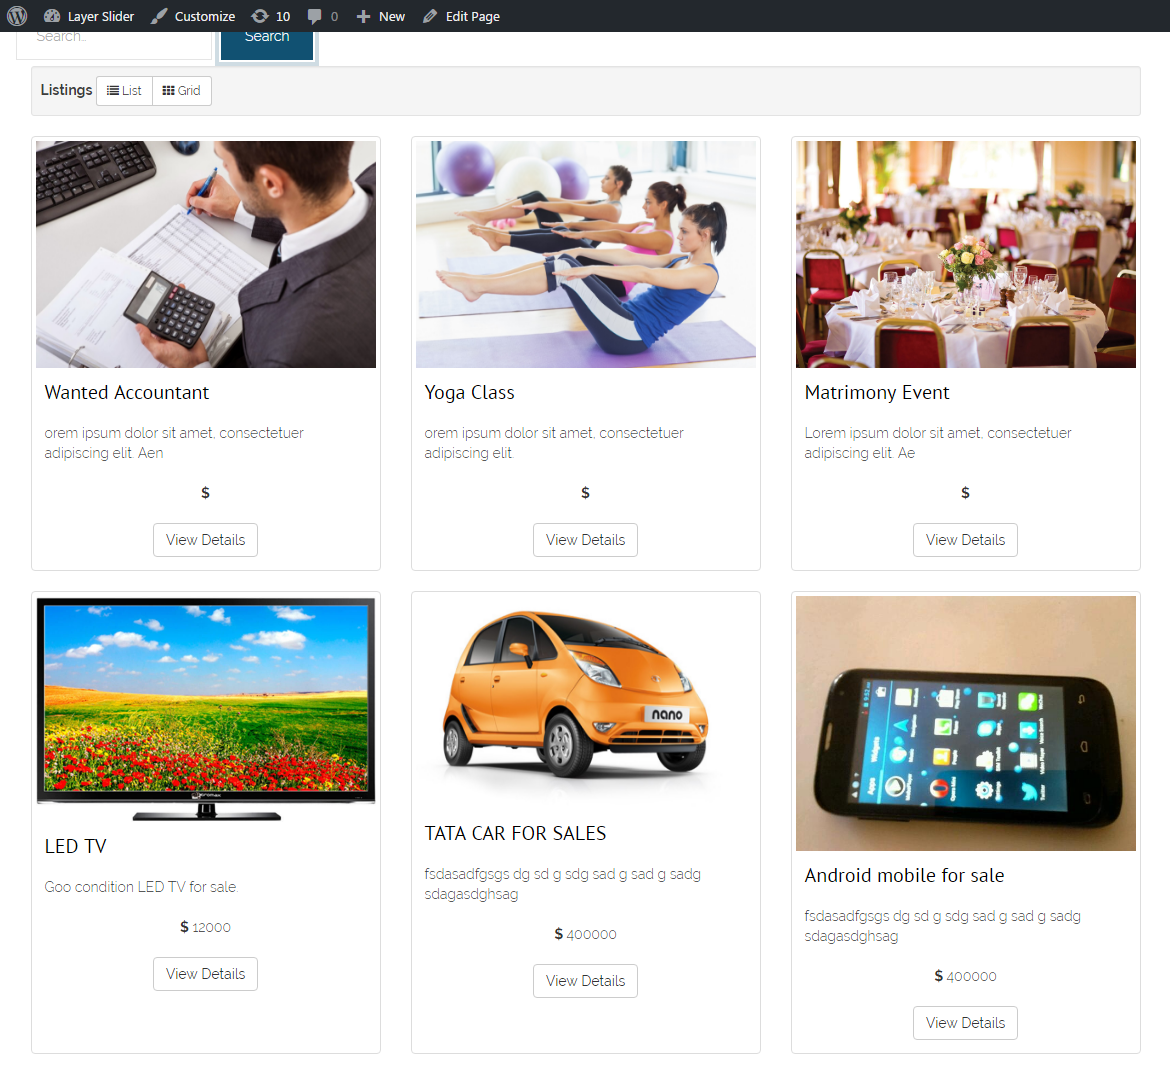 Layer Slider Customize 10 0 New Edit Page
Search... Search
Listings List Grid
Wanted Accountant
orem ipsum dolor sit amet, consectetuer
adipiscing elit. Aen
$
View Details
Yoga Class
orem ipsum dolor sit amet, consectetuer
adipiscing elit.
$
View Details
Matrimony Event
Lorem ipsum dolor sit amet, consectetuer
adipiscing elit. Ae
$
View Details
LED TV
Goo condition LED TV for sale.
$ 12000
View Details
nano
TATA CAR FOR SALES
fsdasadfgsgs dg sd g sdg sad g sad g sadg
sdagasdghsag
$ 400000
View Details
Apps Widgets
Android mobile for sale
fsdasadfgsgs dg sd g sdg sad g sad g sadg
sdagasdghsag
$ 400000
View Details